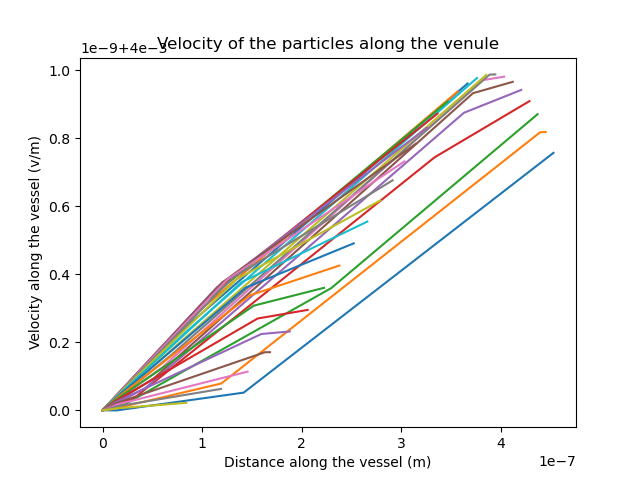 1e−9+4e−3
Velocity of the particles along the venule
Velocity along the vessel (v/m)
1.0
0.8
0.6
0.4
0.2
0.0
0
1
2
3
4
Distance along the vessel (m)
1e−7